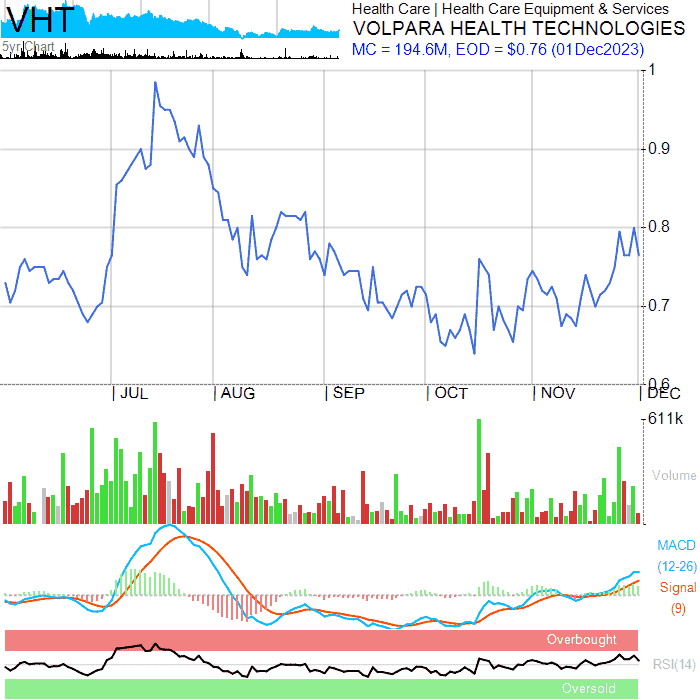 VHT
5yr Chart
Health Care | Health Care Equipment & Services
VOLPARA HEALTH TECHNOLOGIES
MC = 194.6M, EOD = $0.76 (01Dec2023)
1
0.9
0.8
0.7
0.6
| JUL
| AUG
| SEP
| OCT
| NOV
| DEC
611k
Volume
MACD
(12-26)
Signal
(9)
Overbought
RSI(14)
Oversold